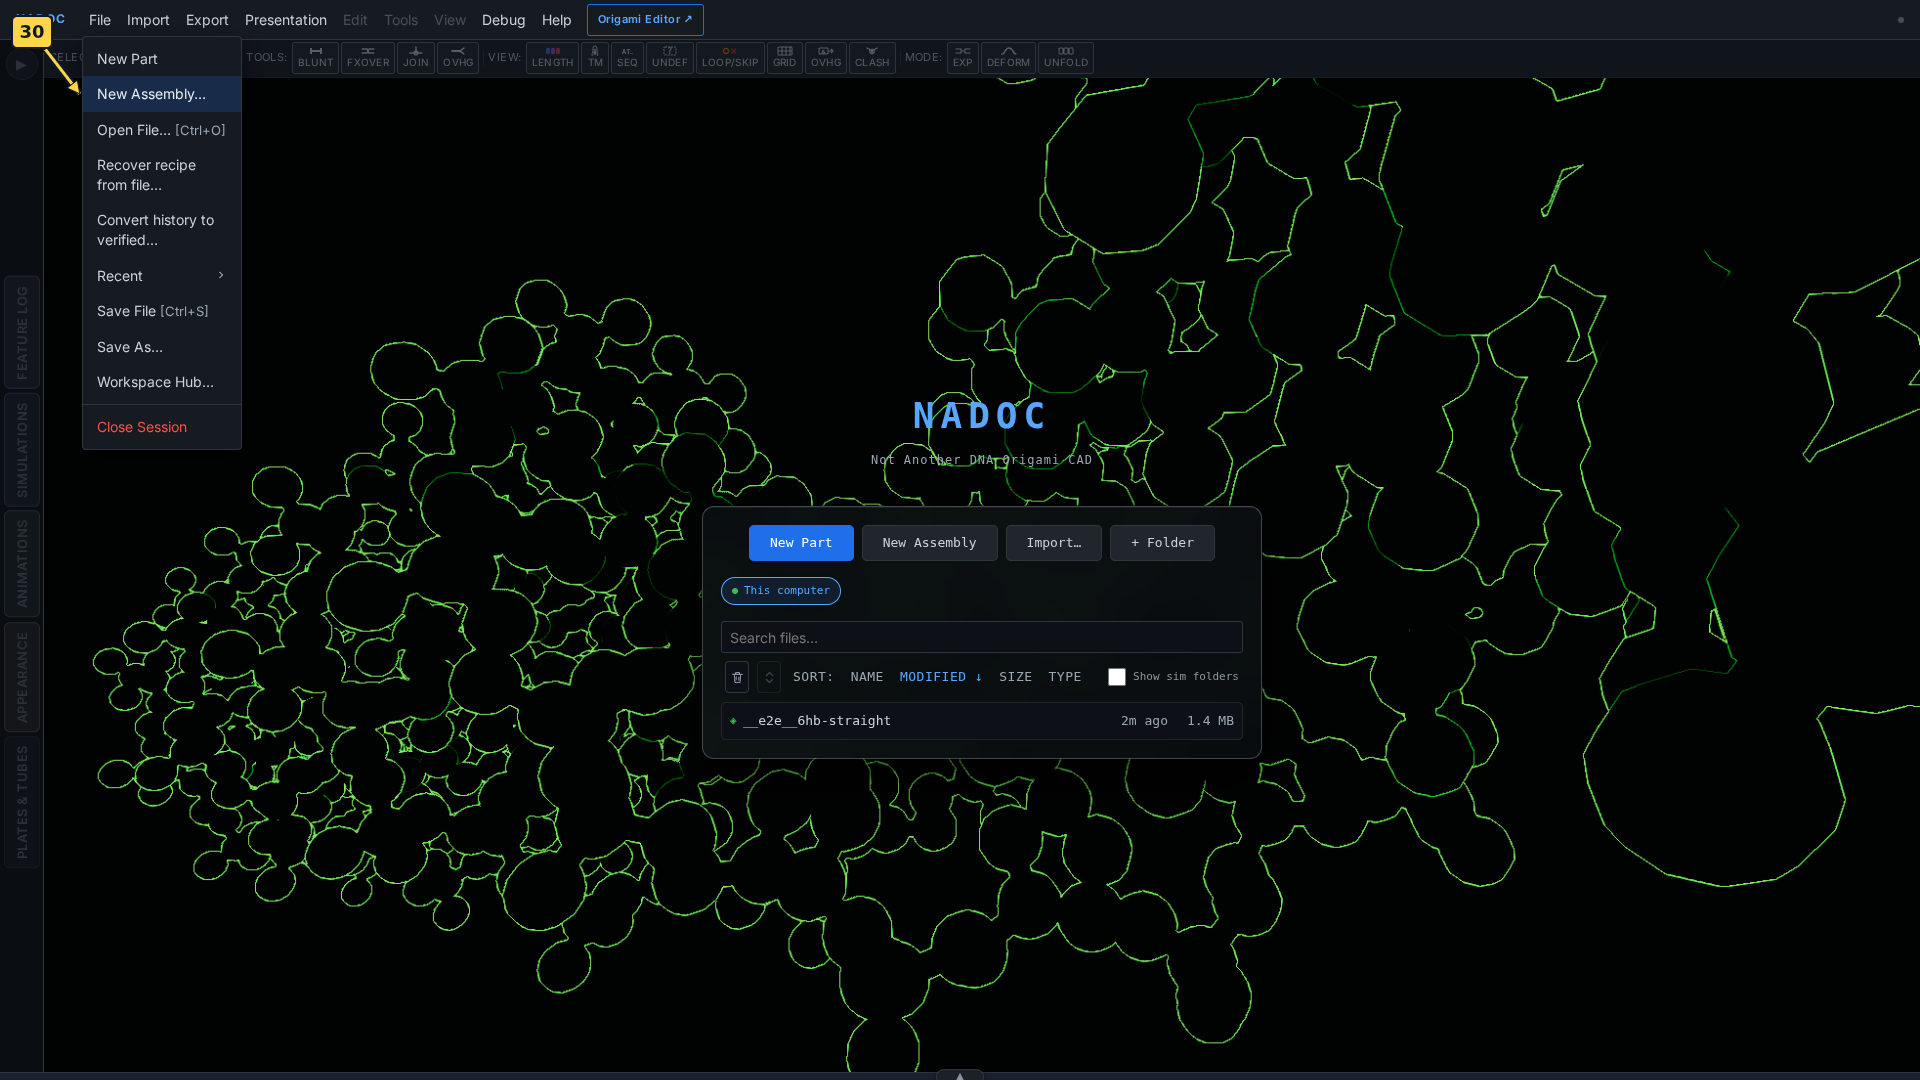 File Import Export Presentation Edit Tools View Debug Help Origami Editor ↗
30
TOOLS: BLUNT FXOVER JOIN OVHG VIEW: LENGTH TM SEQ UNDEF LOOP/SKIP GRID OVHG CLASH MODE: EXP DEFORM UNFOLD
New Part
New Assembly...
Open File... [Ctrl+O]
Recover recipe
from file...
Convert history to
verified...
Recent
Save File [Ctrl+S]
Save As...
Workspace Hub...
Close Session
FEATURE LOG
SIMULATIONS
ANIMATIONS
APPEARANCE
PLATES & TUBES
NADOC
Not Another DNA Origami CAD
New Part New Assembly Import… + Folder
This computer
Search files...
SORT: NAME MODIFIED ↓ SIZE TYPE Show sim folders
__e2e__6hb-straight 2m ago 1.4 MB